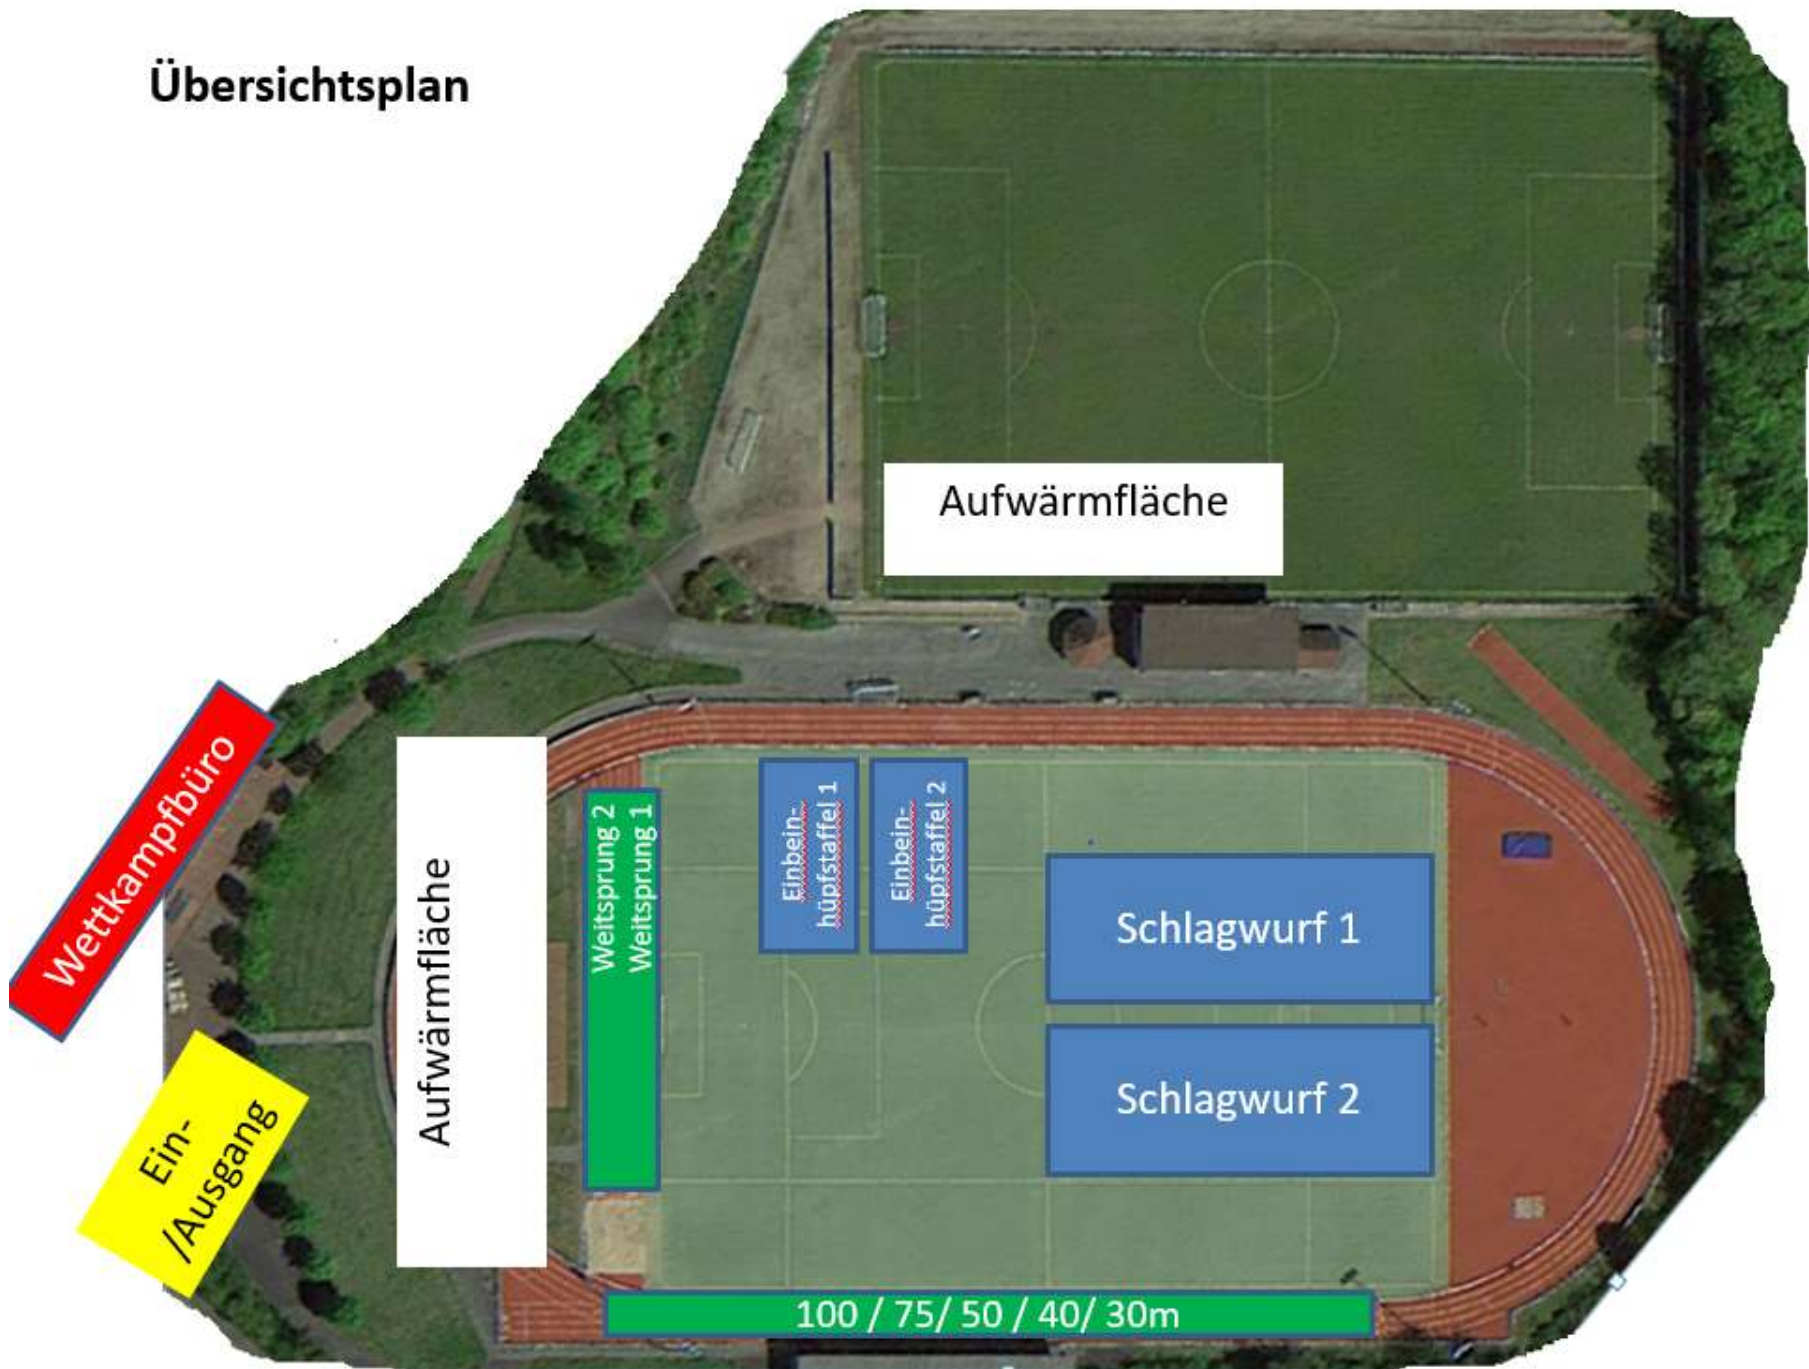 Übersichtsplan
Aufwärmfläche
Wettkampfbüro
Ein-
/Ausgang
Aufwärmfläche
Weitsprung 2
Weitsprung 1
Einbein-
hüpfstaffel 1
Einbein-
hüpfstaffel 2
Schlagwurf 1
Schlagwurf 2
100 / 75/ 50 / 40/ 30m